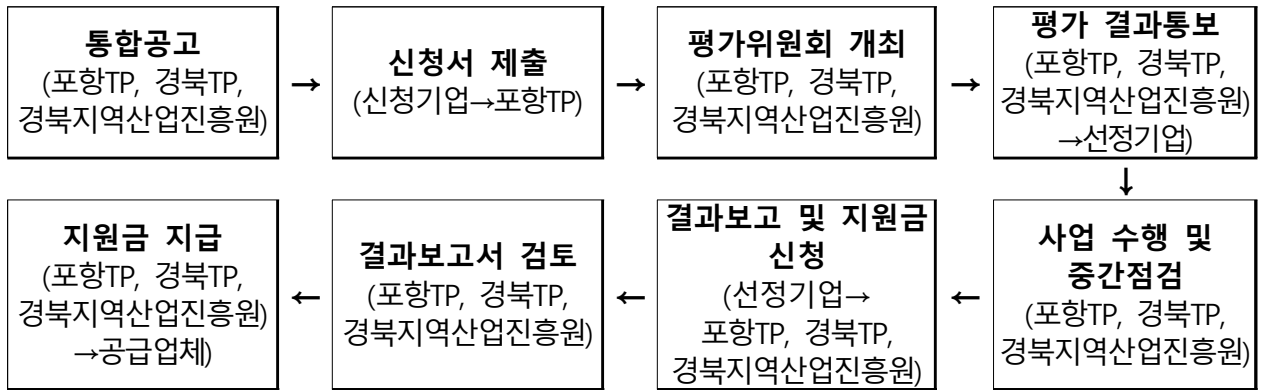 통합공고
(포항TP, 경북TP,
경북지역산업진흥원)
→
신청서 제출
(신청기업→포항TP)
→
평가위원회 개최
(포항TP, 경북TP,
경북지역산업진흥원)
→
평가 결과통보
(포항TP, 경북TP,
경북지역산업진흥원)
→선정기업)
↓
사업 수행 및
중간점검
(포항TP, 경북TP,
경북지역산업진흥원)
←
결과보고 및 지원금
신청
(선정기업→
포항TP, 경북TP,
경북지역산업진흥원)
←
결과보고서 검토
(포항TP, 경북TP,
경북지역산업진흥원)
←
지원금 지급
(포항TP, 경북TP,
경북지역산업진흥원)
→공급업체)